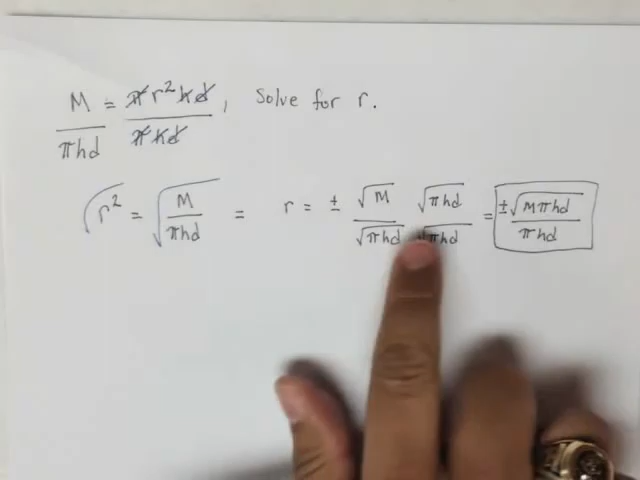 M = πr²hd, Solve for r.
πhd πhd
√r² = √M/πhd = r = ± √M/√πhd √πhd/√πhd = ±√Mπhd/πhd